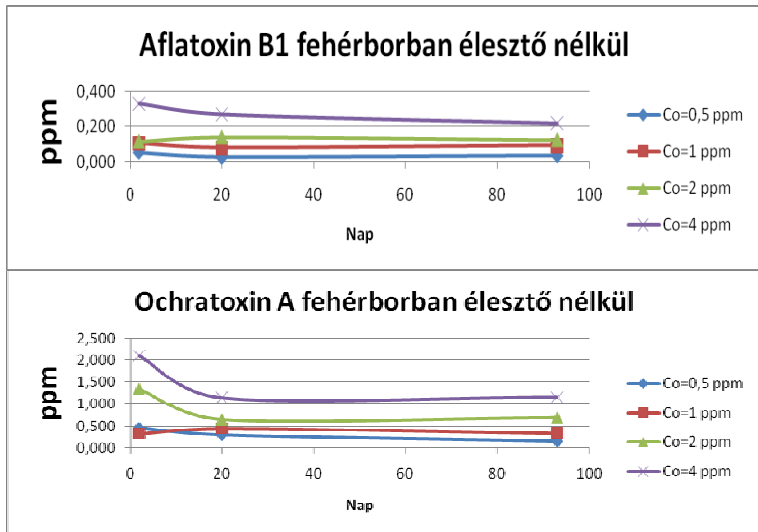 Aflatoxin B1 fehérborban élesztő nélkül
0,400
0,200
0,000
ppm
0 20 40 60 80 100
Nap
Co=0,5 ppm
Co=1 ppm
Co=2 ppm
Co=4 ppm
Ochratoxin A fehérborban élesztő nélkül
2,500
2,000
1,500
1,000
0,500
0,000
ppm
0 20 40 60 80 100
Nap
Co=0,5 ppm
Co=1 ppm
Co=2 ppm
Co=4 ppm